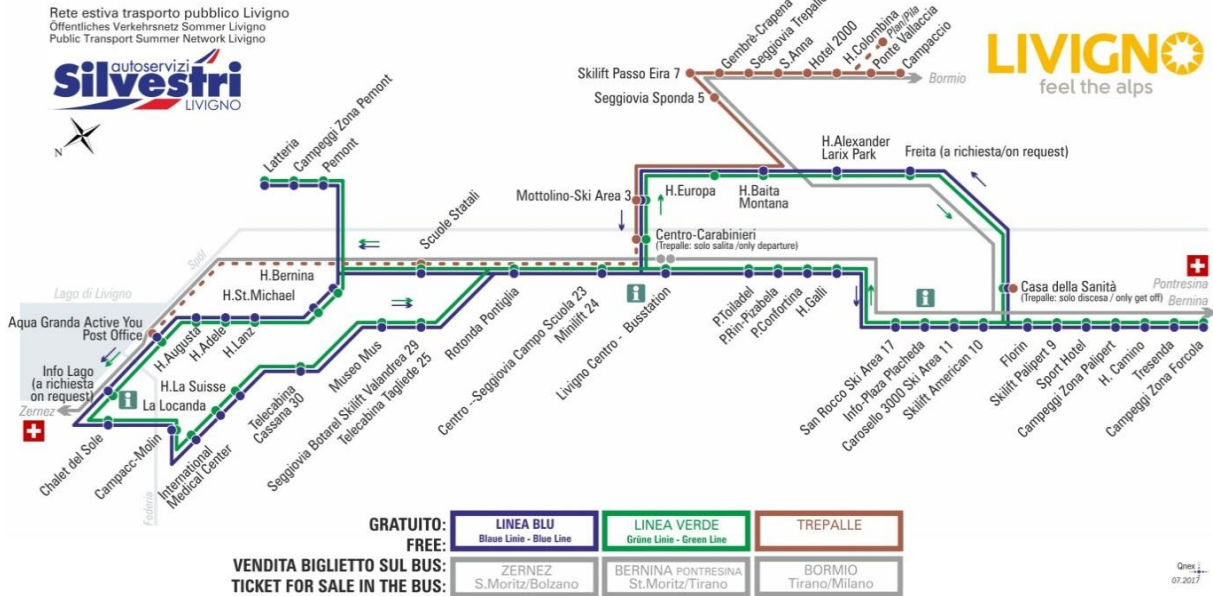 Rete estiva trasporto pubblico Livigno
Öffentliches Verkehrsnetz Sommer Livigno
Public Transport Summer Network Livigno
autoservizi
Silvestri
LIVIGNO
LIVIGNO
feel the alps
N
Skilift Passo Eira 7
Seggiovia Sponda 5
Gembrè-Crapena
Seggiovia Trepalle
S.Anna
Hotel 2000
H.Colombina
Plan/Pila
Ponte Vallaccia
Campaccio
Bormio
Latteria
Campeggi Zona Pemont
Pemont
Mottolino-Ski Area 3
H.Europa
H.Baita
Montana
H.Alexander
Larix Park
Freita (a richiesta/on request)
Scuole Statali
Centro-Carabinieri
(Trepalle: solo salita /only departure)
Spöl
Lago di Livigno
H.Bernina
H.St.Michael
Aqua Granda Active You
Post Office
H.Augusta
H.Adele
H.Lanz
Info Lago
(a richiesta
on request)
i
Zernez
H.La Suisse
La Locanda
Chalet del Sole
Campacc-Molin
International
Medical Center
Federia
Telecabina
Cassana 30
Museo Mus
Seggiovia Botarel Skilift Valandrea 29
Telecabina Tagliede 25
Rotonda Pontiglia
Centro --Seggiovia Campo Scuola 23
Minilift 24
i
Livigno Centro - Busstation
P.Toiladel
P.Rin-Pizabela
P.Confortina
H.Galli
i
Casa della Sanità
(Trepalle: solo discesa / only get off)
Pontresina
Bernina
San Rocco Ski Area 17
Info-Plaza Placheda
Carosello 3000 Ski Area 11
Skilift American 10
Florin
Skilift Palipert 9
Sport Hotel
Campeggi Zona Palipert
H. Camino
Tresenda
Campeggi Zona Forcola
GRATUITO:
FREE:
LINEA BLU
Blaue Linie - Blue Line
LINEA VERDE
Grüne Linie - Green Line
TREPALLE
VENDITA BIGLIETTO SUL BUS:
TICKET FOR SALE IN THE BUS:
ZERNEZ
S.Moritz/Bolzano
BERNINA PONTRESINA
St.Moritz/Tirano
BORMIO
Tirano/Milano
Qnex
07.2017